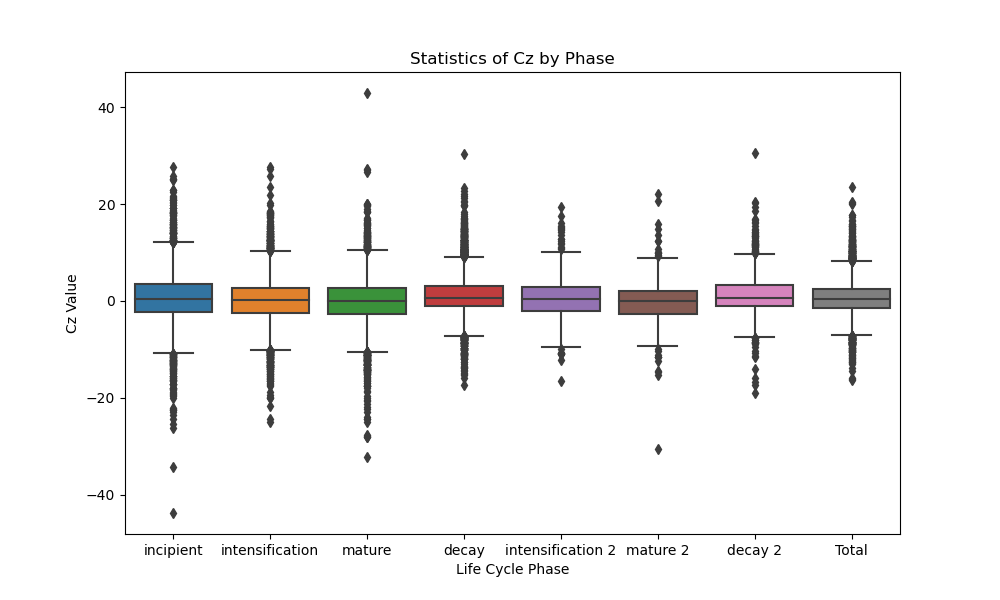 Statistics of Cz by Phase
Cz Value
40
20
0
−20
−40
incipient
intensification
mature
decay
intensification 2
mature 2
decay 2
Total
Life Cycle Phase